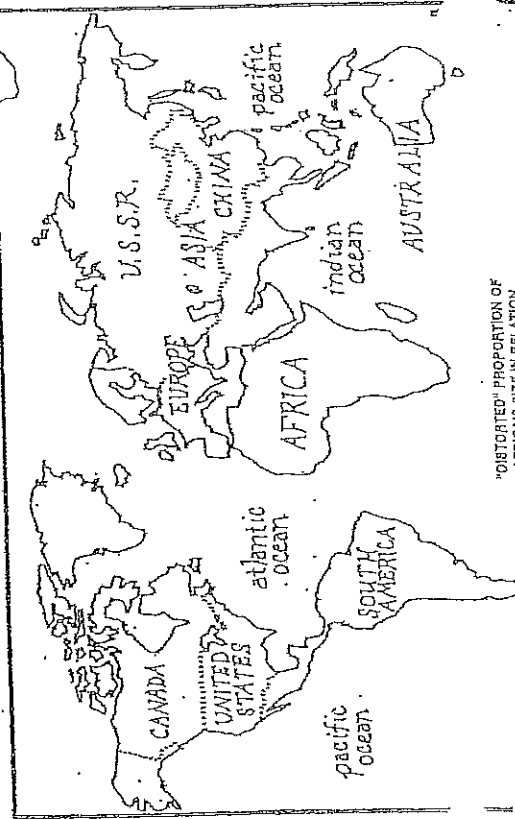 U.S.S.R.
EUROPE
ASIA
CHINA
pacific
ocean
AFRICA
indian
ocean
AUSTRALIA
CANADA
UNITED
STATES
atlantic
ocean
SOUTH
AMERICA
pacific
ocean
"DISTORTED" PROPORTION OF